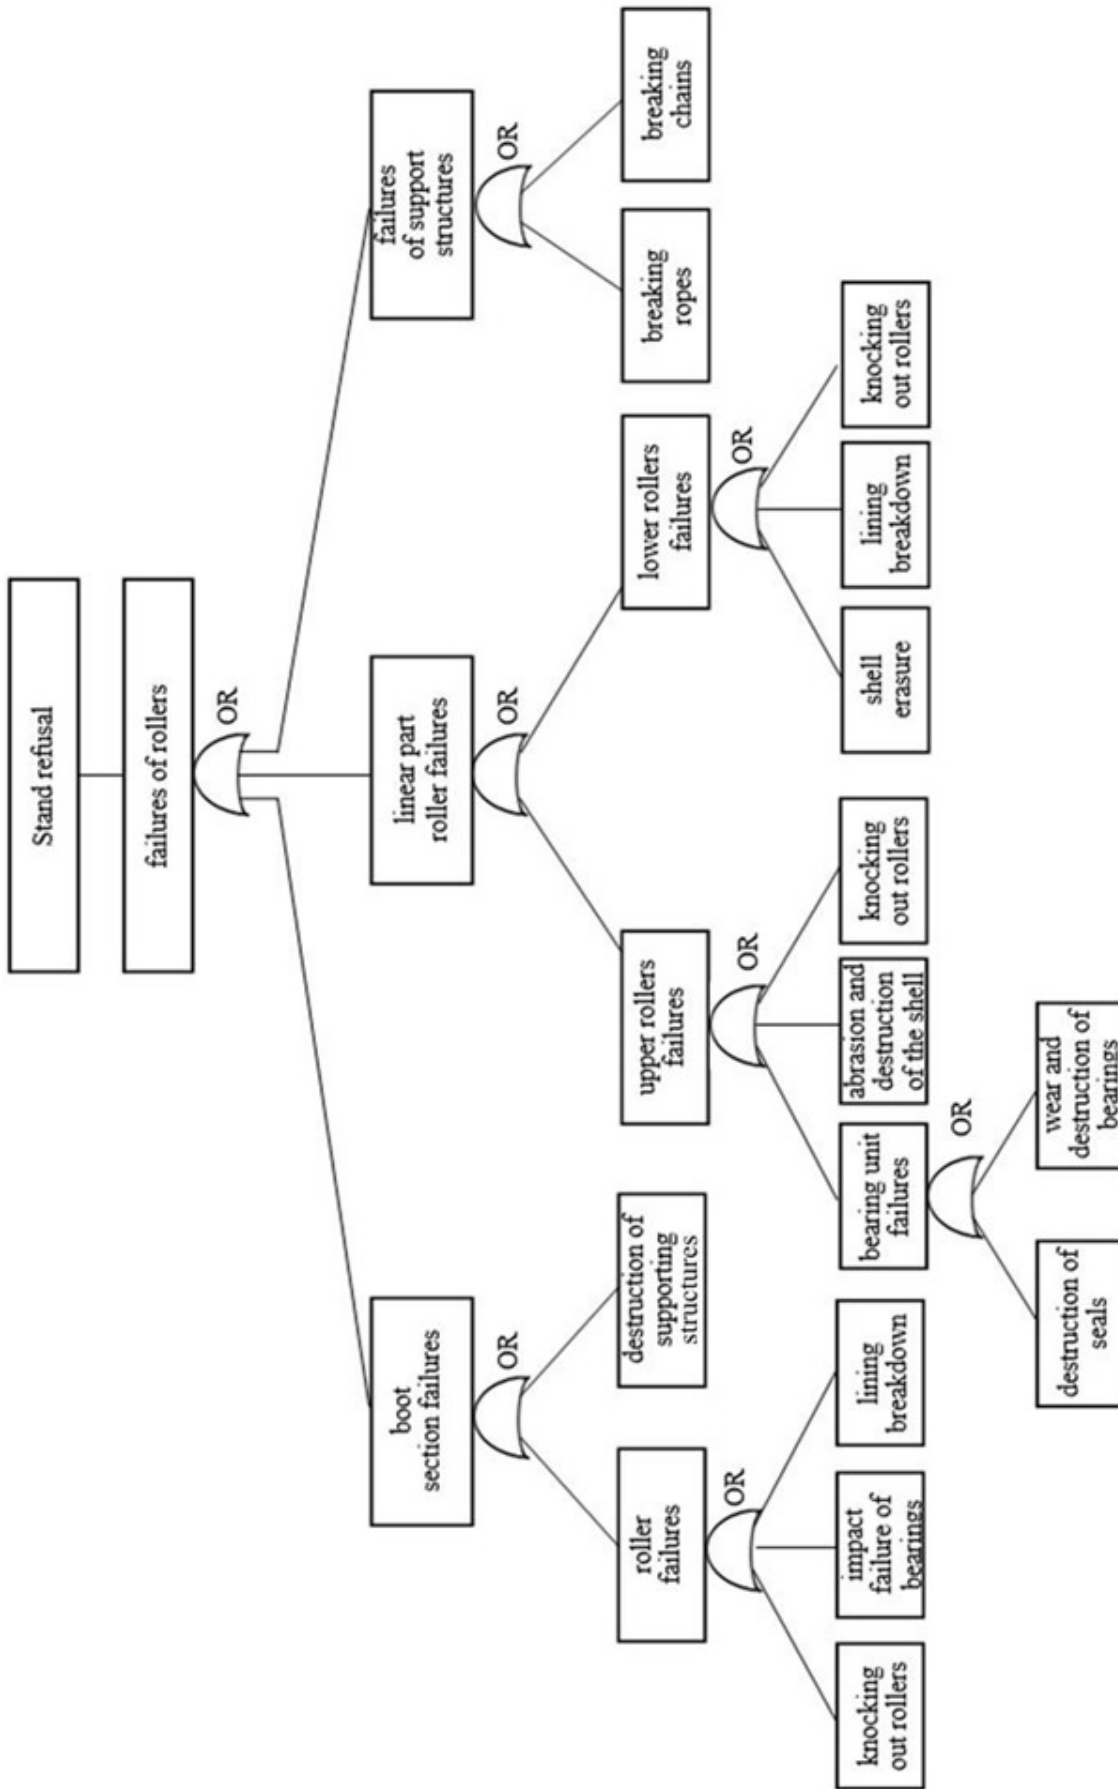 Stand refusal
failures of rollers
OR
boot
section failures
OR
linear part
roller failures
OR
failures
of support
structures
OR
roller
failures
OR
destruction of
supporting
structures
upper rollers
failures
OR
lower rollers
failures
OR
breaking
ropes
breaking
chains
knocking
out rollers
impact
failure of
bearings
lining
breakdown
bearing unit
failures
OR
abrasion and
destruction
of the shell
knocking
out rollers
shell
erasure
lining
breakdown
knocking
out rollers
destruction of
seals
wear and
destruction of
bearings